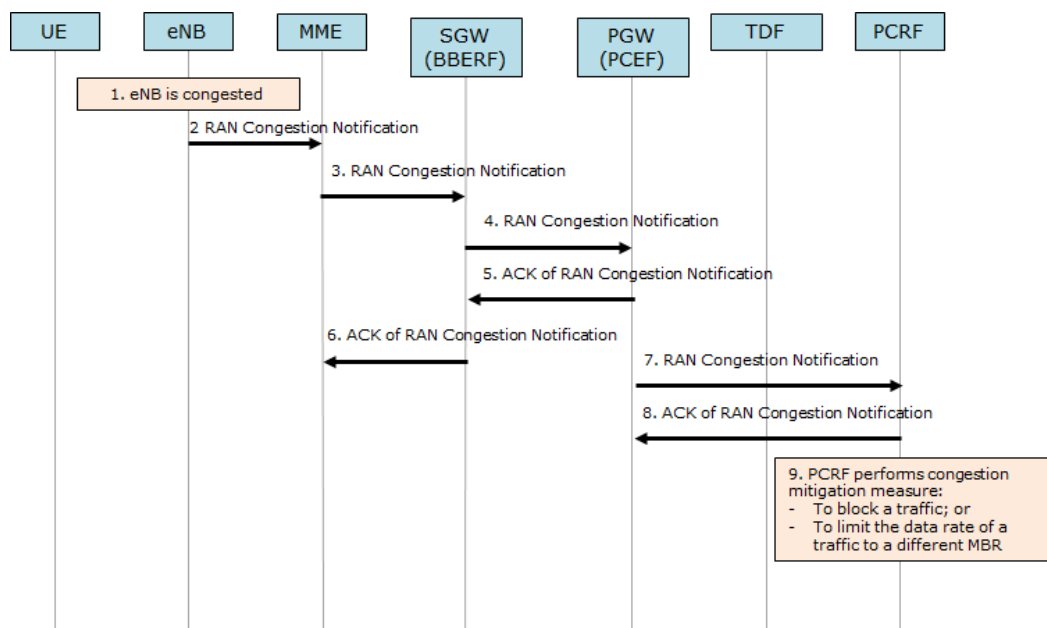 UE
eNB
MME
SGW
(BBERF)
PGW
(PCEF)
TDF
PCRF
1. eNB is congested
2 RAN Congestion Notification
3. RAN Congestion Notification
4. RAN Congestion Notification
5. ACK of RAN Congestion Notification
6. ACK of RAN Congestion Notification
7. RAN Congestion Notification
8. ACK of RAN Congestion Notification
9. PCRF performs congestion
mitigation measure:
- To block a traffic; or
- To limit the data rate of a
traffic to a different MBR